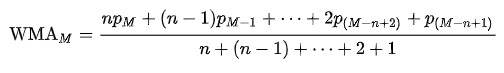 WMA_M = \frac{np_M + (n-1)p_{M-1} + \cdots + 2p_{(M-n+2)} + p_{(M-n+1)}}{n + (n-1) + \cdots + 2 + 1}